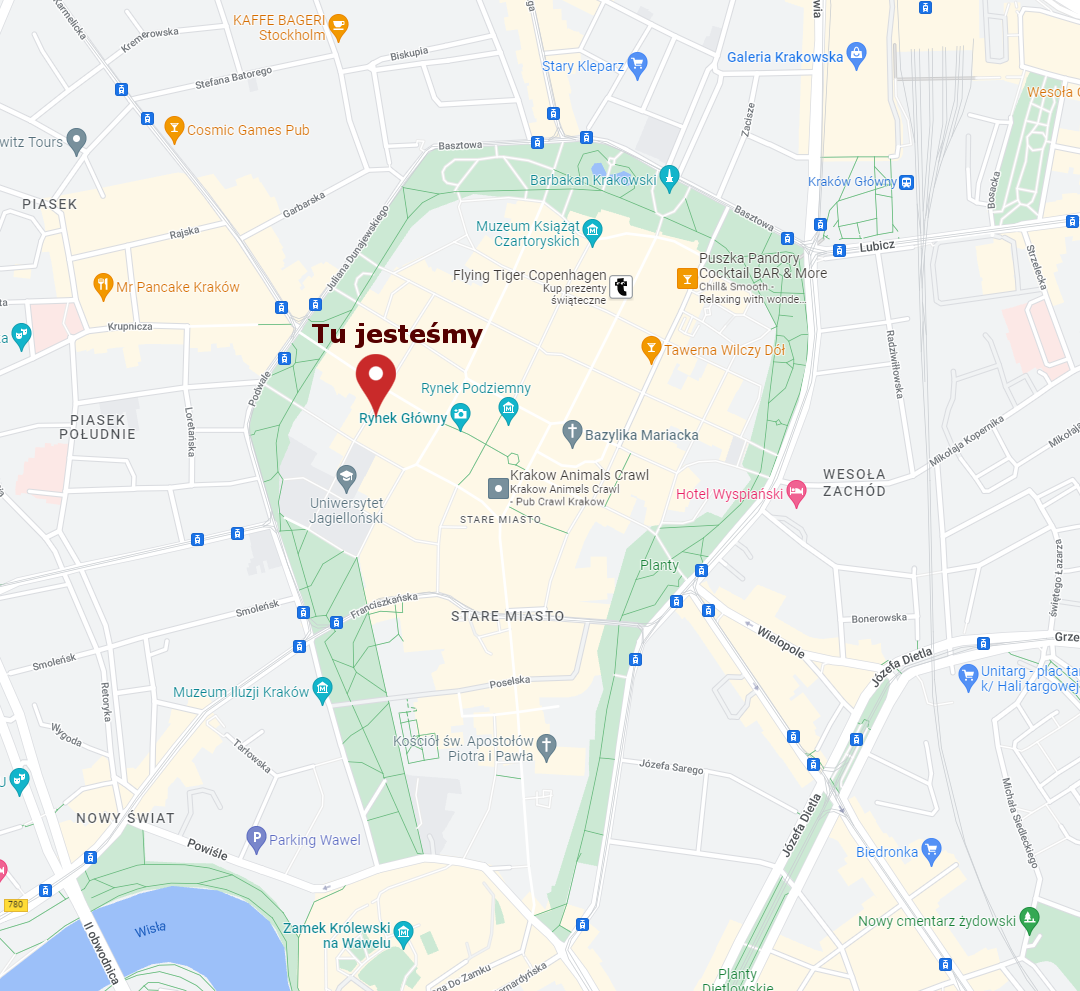 Karmelicka
KAFFE BAGERI
Stockholm
Kremerowska
Biskupia
Stary Kleparz
Galeria Krakowska
Stefana Batorego
Wesoła
Cosmic Games Pub
witz Tours
Zacisze
Basztowa
Barbakan Krakowski
Kraków Główny
Bosacka
PIASEK
Garbarska
Rajska
Juliana Dunajewskiego
Muzeum Książąt
Czartoryskich
Basztowa
Lubicz
Strzelecka
Mr Pancake Kraków
Flying Tiger Copenhagen
Kup prezenty
świąteczne
Puszka Pandory
Cocktail BAR & More
Chill& Smooth -
Relaxing with wonde...
Krupnicza
Tu jesteśmy
Tawerna Wilczy Dół
Radziwiłłowska
Podwale
Rynek Podziemny
Rynek Główny
PIASEK
POŁUDNIE
Loretańska
Bazylika Mariacka
Mikołaja Kopernika
Mikołaja
Uniwersytet
Jagielloński
Krakow Animals Crawl
Krakow Animals Crawl
- Pub Crawl Krakow
STARE MIASTO
Hotel Wyspiański
WESOŁA
ZACHÓD
Planty
świętego Łazarza
Smoleńsk
Franciszkańska
STARE MIASTO
Bonerowska
Wielopole
Grze
Józefa Dietla
Smoleńsk
Retoryka
Muzeum Iluzji Kraków
Poselska
Unitarg - plac ta
k/ Hali targowej
Wygoda
Tarłowska
Kościół św. Apostołów
Piotra i Pawła
Józefa Sarego
Michała Siedleckiego
NOWY ŚWIAT
Powiśle
Parking Wawel
Józefa Dietla
Biedronka
780
Wisła
II obwodnica
Zamek Królewski
na Wawelu
Nowy cmentarz żydowski
na Do Zamku
Bernardyńska
Planty
Dietlowskie